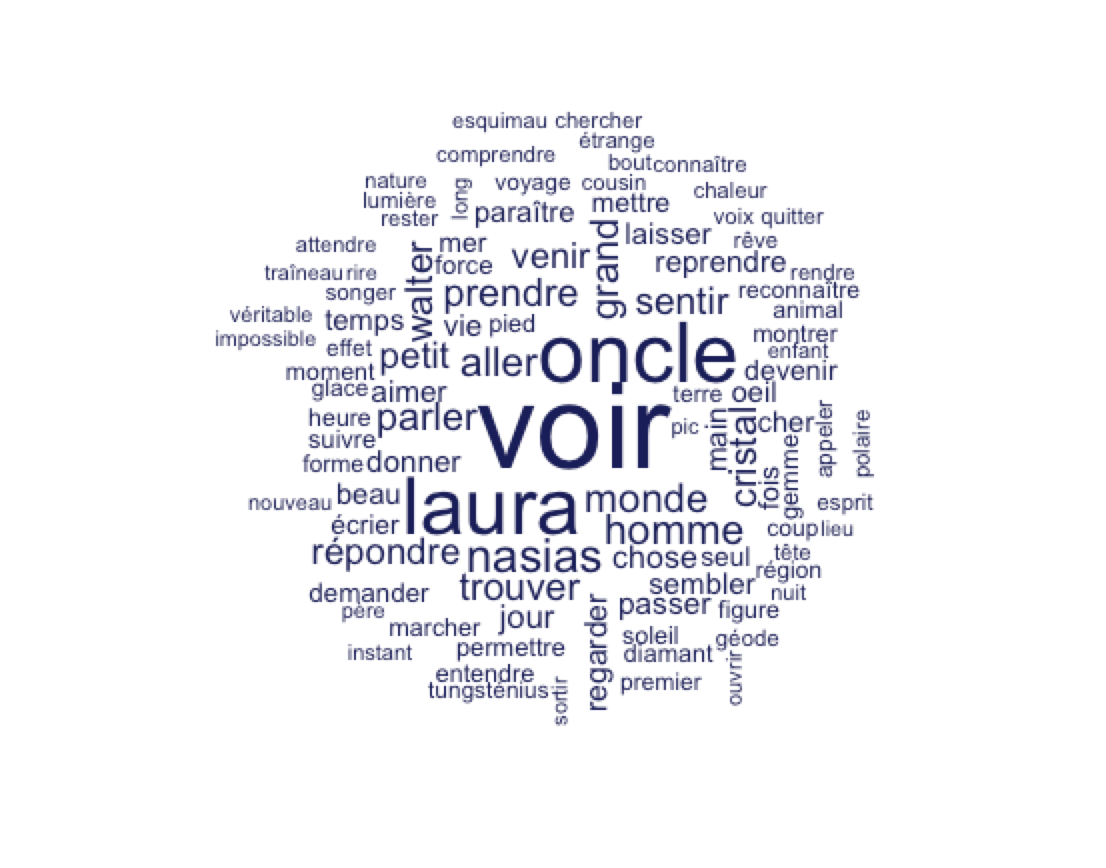 esquimau chercher
étrange
comprendre
bout connaître
nature
voyage cousin
chaleur
lumière
long
mettre
rester
paraître
voix quitter
grand
laisser
rêve
attendre
walter
mer
venir
force
reprendre
traîneau rire
rendre
songer
prendre
sentir
reconnaître
animal
véritable
temps
vie pied
impossible
effet
petit
aller
oncle
montrer
enfant
moment
devenir
glace
aimer
terre
oeil
heure
parler
voir
pic
main
cristal
cher
appeler
polaire
suivre
forme
donner
fois
gemme
nouveau
beau
laura
monde
esprit
écrier
homme
coup
lieu
répondre
nasias
chose
seul
tête
région
demander
trouver
sembler
nuit
père
jour
regarder
passer
figure
marcher
soleil
géode
instant
permettre
diamant
entendre
ouvrir
tungsténius
sortir
premier